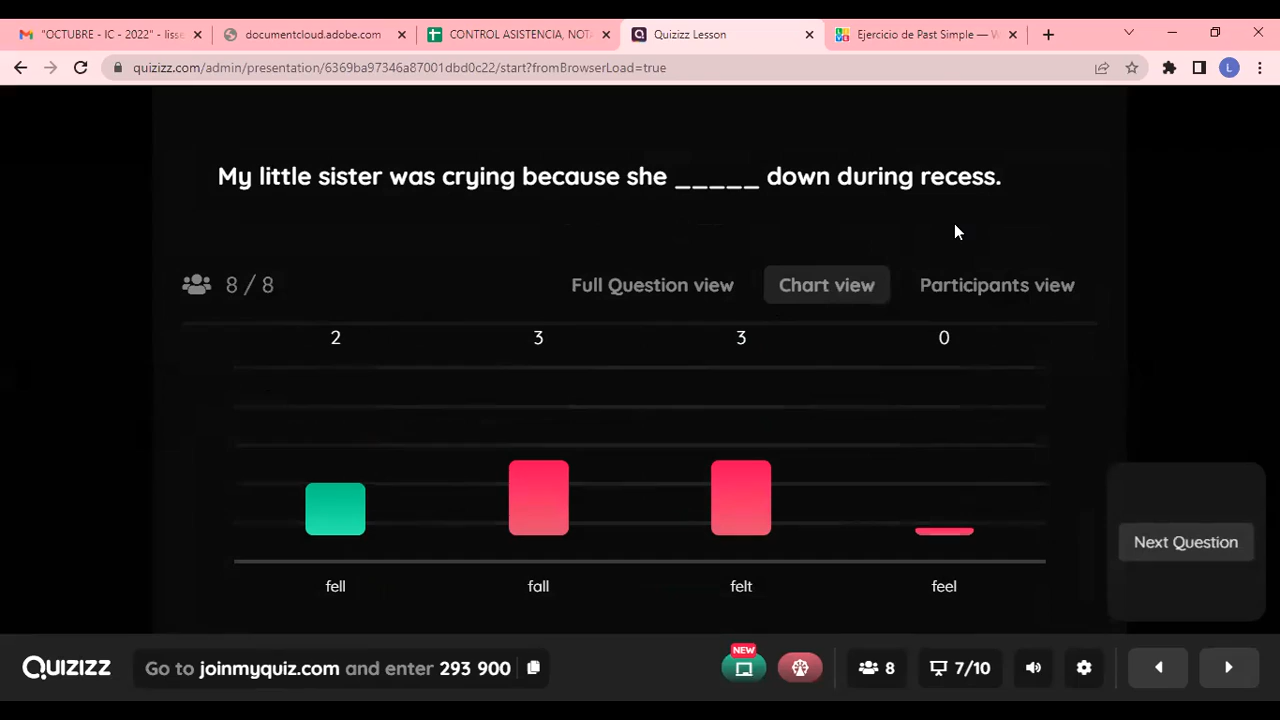 "OCTUBRE - IC - 2022" - lisse
documentcloud.adobe.com
CONTROL ASISTENCIA, NOT
Quizizz Lesson
Ejercicio de Past Simple — W
quizizz.com/admin/presentation/6369ba97346a87001dbd0c22/start?fromBrowserLoad=true
L
My little sister was crying because she _____ down during recess.
8 / 8
Full Question view
Chart view
Participants view
2
3
3
0
fell
fall
felt
feel
Next Question
QUIZIZZ
Go to joinmyquiz.com and enter 293 900
NEW
8
7/10